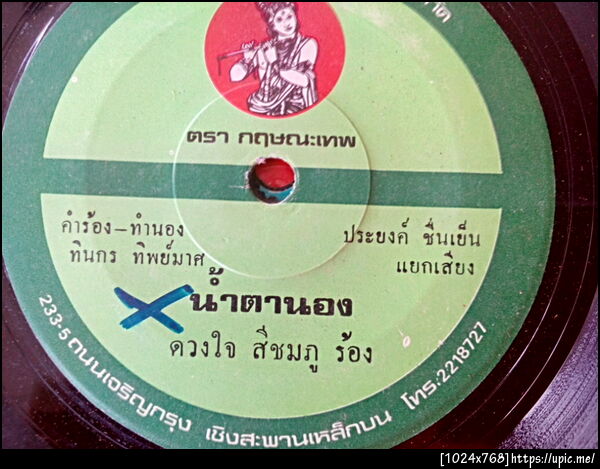 ตรา กฤษณะเทพ
คำร้อง-ทำนอง
ทินกร ทิพย์มาศ
ประยงค์ ชื่นเย็น
แยกเสียง
น้ำตานอง
ดวงใจ สีชมภู ร้อง
233-5 ถนนเจริญกรุง เชิงสะพานเหล็กบน โทร: 2218727
[1024x768]https://upic.me/